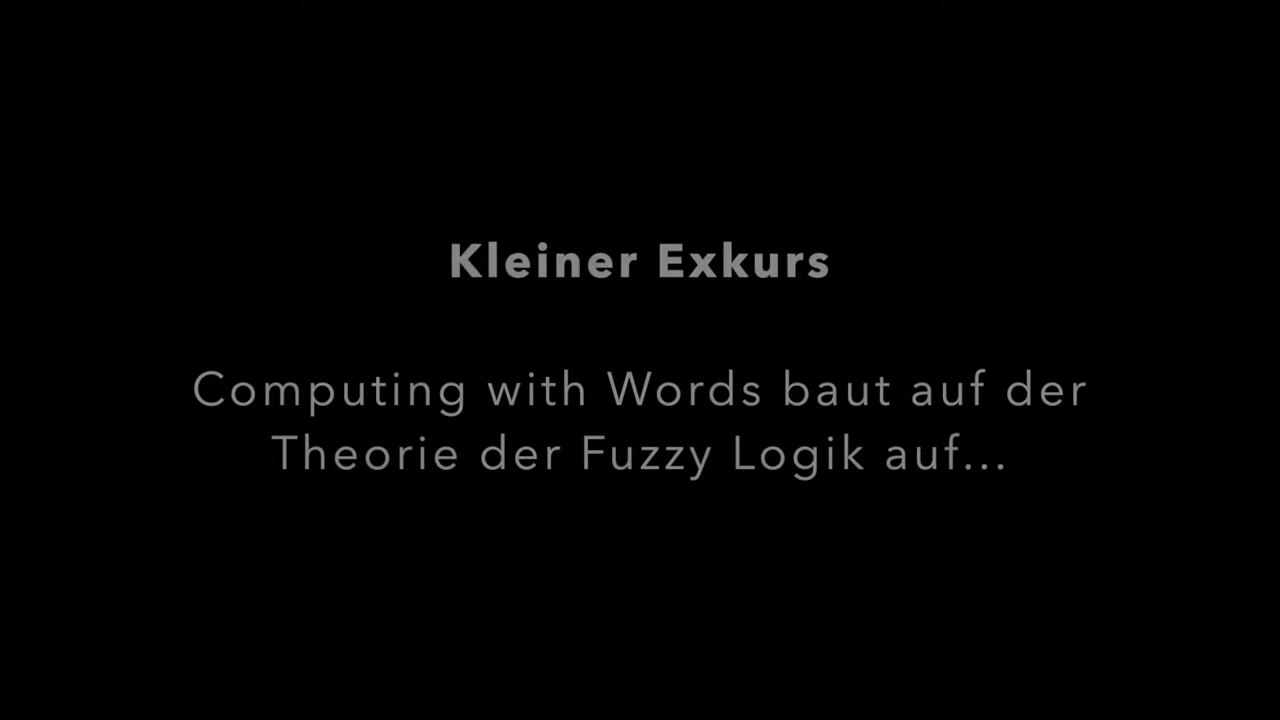 Kleiner Exkurs
Computing with Words baut auf der
Theorie der Fuzzy Logik auf...